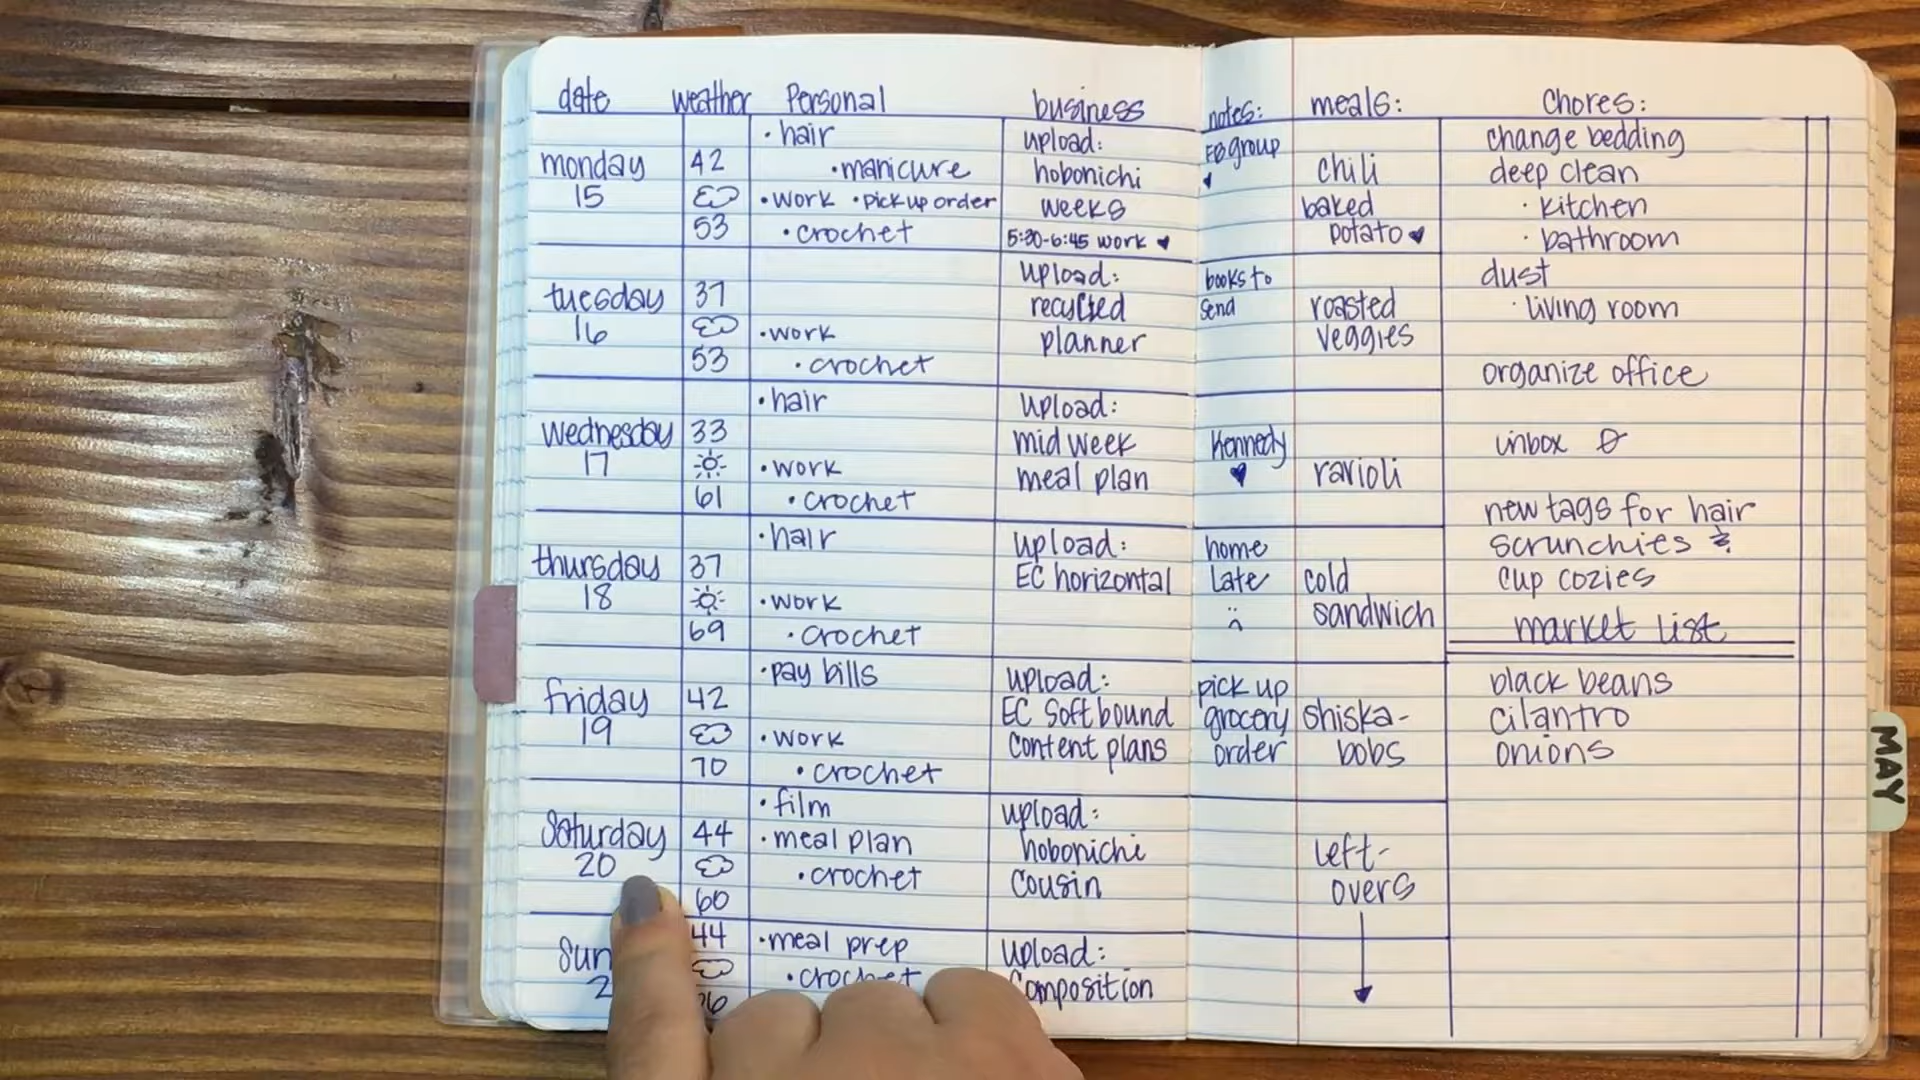 date weather Personal business notes: meals: Chores:
monday
15
42
53
• hair
• manicure
• work • pick up order
• crochet
upload:
hobonichi
weeks
5:30-6:45 work
group
chili
baked
potato
tuesday
16
37
53
• work
• crochet
upload:
recycled
planner
books to
send
roasted
veggies
wednesday
17
33
61
• hair
• work
• crochet
upload:
mid week
meal plan
Kennedy
ravioli
thursday
18
37
69
• hair
• work
• crochet
upload:
EC horizontal
home
late
cold
sandwich
friday
19
42
70
• pay bills
• work
• crochet
upload:
EC Softbound
Content plans
pick up
grocery
order
shiska-
bobs
Saturday
20
44
60
• film
• meal plan
• crochet
upload:
hobonichi
Cousin
left-
overs
Sun
2
44
• meal prep
• crochet
upload:
Composition
change bedding
deep clean
• kitchen
• bathroom
dust
• living room
organize office
inbox
new tags for hair
scrunchies &
cup cozies
market list
black beans
cilantro
onions
MAY